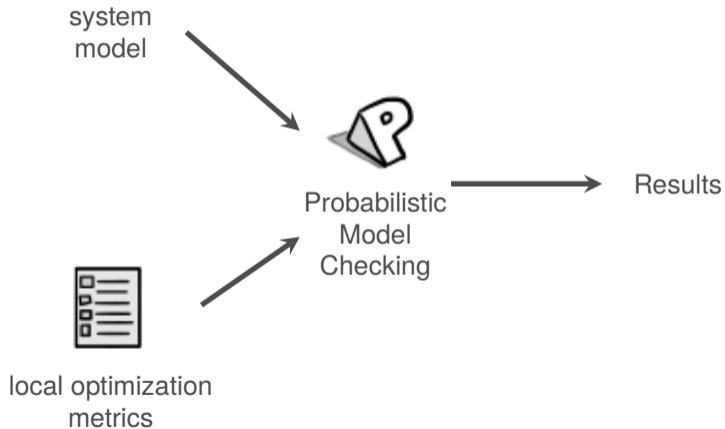 system
model
Probabilistic
Model
Checking
Results
local optimization
metrics